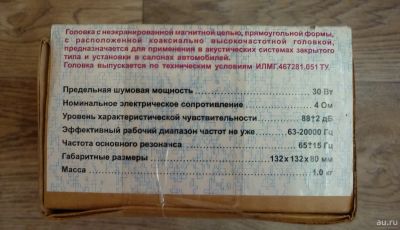 Головка с неэкранированной магнитной цепью, прямоугольной формы,
с расположенной коаксиально высокочастотной головкой,
предназначается для применения в акустических системах закрытого
типа и установки в салонах автомобилей.
Головка выпускается по техническим условиям ИЛМГ.467281.051 ТУ.
Предельная шумовая мощность 30 Вт
Номинальное электрическое сопротивление 4 Ом
Уровень характеристической чувствительности 88±2 дБ
Эффективный рабочий диапазон частот не уже 63-20000 Гц
Частота основного резонанса 65±15 Гц
Габаритные размеры 132х132х80 мм
Масса 1.0 кг
au.ru